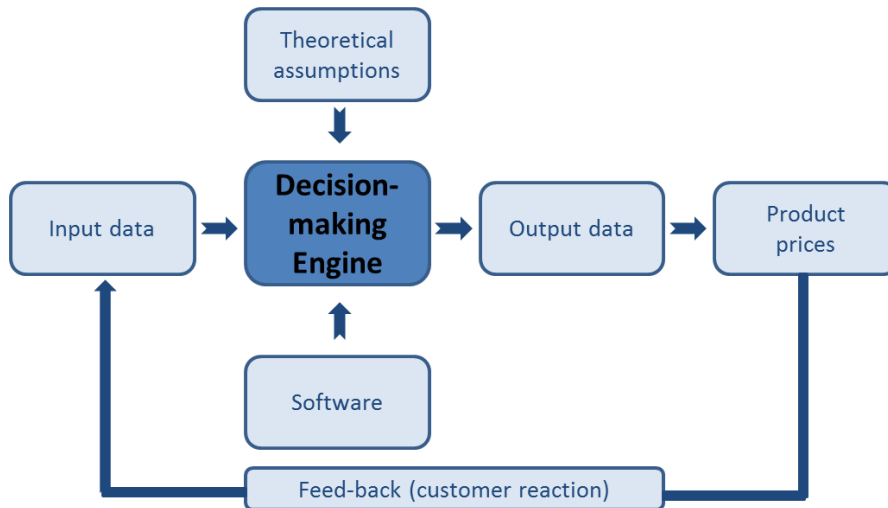 Theoretical
assumptions
Input data
Decision-
making
Engine
Output data
Product
prices
Software
Feed-back (customer reaction)